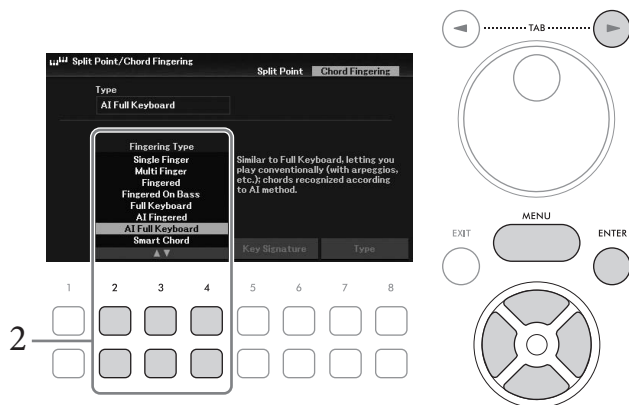 TAB
Split Point/Chord Fingering
Split Point Chord Fingering
Type
AI Full Keyboard
Fingering Type
Single Finger
Multi Finger
Fingered
Fingered On Bass
Full Keyboard
AI Fingered
AI Full Keyboard
Smart Chord
Similar to Full Keyboard, letting you
play conventionally (with arpeggios,
etc.); chords recognized according
to AI method.
Key Signature Type
MENU
EXIT ENTER
1 2 3 4 5 6 7 8
2